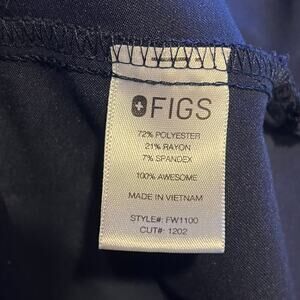 FIGS
72% POLYESTER
21% RAYON
7% SPANDEX
100% AWESOME
MADE IN VIETNAM
STYLE#: FW1100
CUT#: 1202